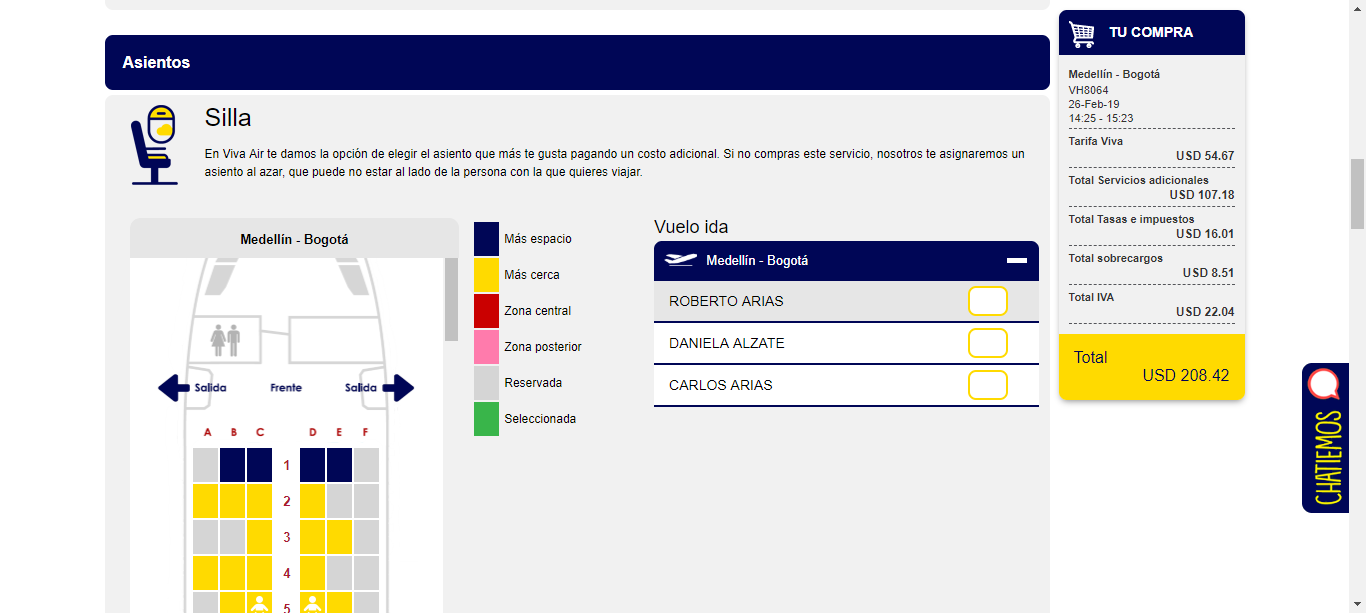 Asientos
Silla
En Viva Air te damos la opción de elegir el asiento que más te gusta pagando un costo adicional. Si no compras este servicio, nosotros te asignaremos un
asiento al azar, que puede no estar al lado de la persona con la que quieres viajar.
Medellín - Bogotá
Salida
Frente
Salida
A B C D E F
1
2
3
4
5
Más espacio
Más cerca
Zona central
Zona posterior
Reservada
Seleccionada
Vuelo ida
Medellín - Bogotá
ROBERTO ARIAS
DANIELA ALZATE
CARLOS ARIAS
TU COMPRA
Medellín - Bogotá
VH8064
26-Feb-19
14:25 - 15:23
Tarifa Viva
USD 54.67
Total Servicios adicionales
USD 107.18
Total Tasas e impuestos
USD 16.01
Total sobrecargos
USD 8.51
Total IVA
USD 22.04
Total
USD 208.42
CHATIEMOS